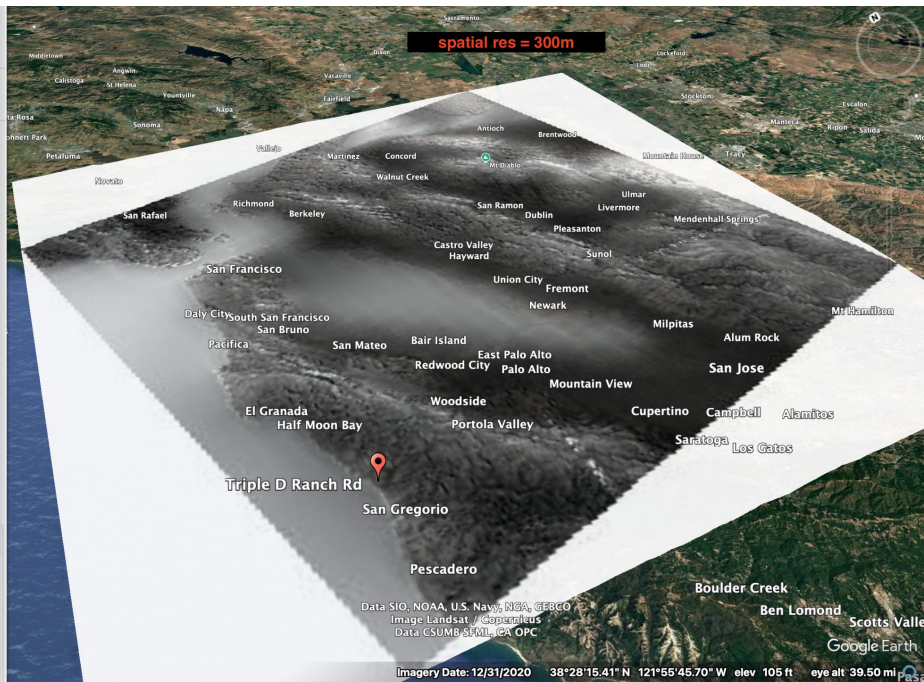 Sacramento
spatial res = 300m
N
Middletown
Dixon
Lockeford
Calistoga
Angwin
St Helena
Vacaville
Lodi
Yountville
Fairfield
Stockton
Napa
Escalon
ta Rosa
Sonoma
Manteca
Ripon
Salida
ohnert Park
Antioch
Brentwood
Petaluma
Vallejo
Martinez
Concord
Mountain House
Tracy
Mt Diablo
Novato
Walnut Creek
San Rafael
Richmond
Berkeley
San Ramon
Dublin
Ulmar
Livermore
Mendenhall Springs
Pleasanton
Castro Valley
Hayward
Sunol
San Francisco
Union City
Fremont
Newark
Mt Hamilton
Daly City
South San Francisco
San Bruno
Milpitas
Pacifica
San Mateo
Bair Island
Alum Rock
East Palo Alto
Redwood City
Palo Alto
San Jose
Mountain View
Woodside
El Granada
Half Moon Bay
Portola Valley
Cupertino
Campbell
Alamitos
Saratoga
Los Gatos
Triple D Ranch Rd
San Gregorio
Pescadero
Boulder Creek
Ben Lomond
Scotts Valle
Data SIO, NOAA, U.S. Navy, NGA, GEBCO
Image Landsat / Copernicus
Data CSUMB SFML, CA OPC
Google Earth
Imagery Date: 12/31/2020 38°28'15.41" N 121°55'45.70" W elev 105 ft eye alt 39.50 mi